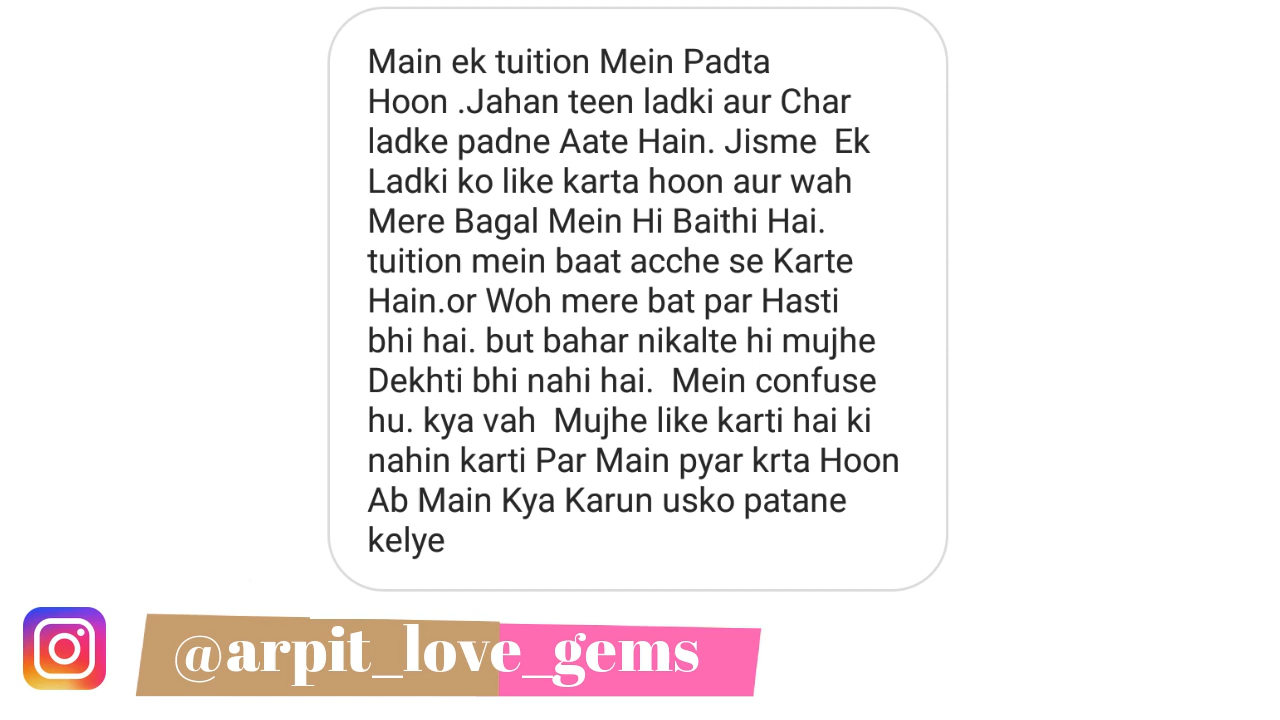 Main ek tuition Mein Padta
Hoon .Jahan teen ladki aur Char
ladke padne Aate Hain. Jisme  Ek
Ladki ko like karta hoon aur wah
Mere Bagal Mein Hi Baithi Hai.
tuition mein baat acche se Karte
Hain.or Woh mere bat par Hasti
bhi hai. but bahar nikalte hi mujhe
Dekhti bhi nahi hai.  Mein confuse
hu. kya vah  Mujhe like karti hai ki
nahin karti Par Main pyar krta Hoon
Ab Main Kya Karun usko patane
kelye
@arpit_love_gems